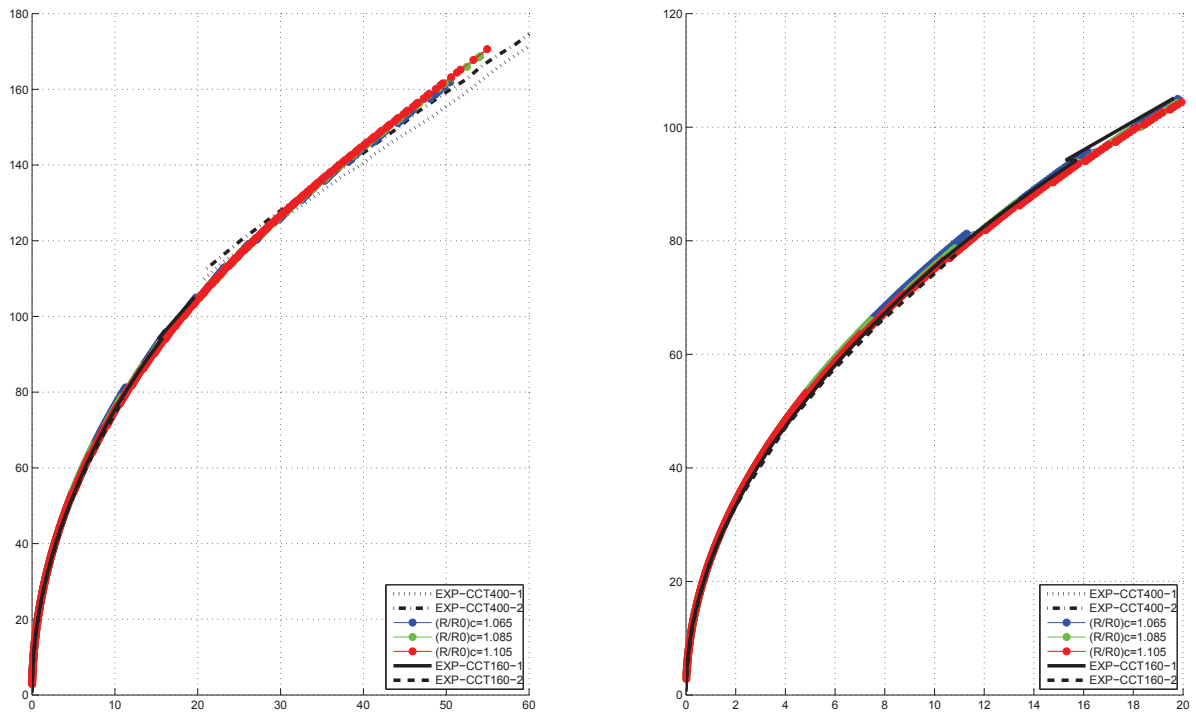 180
160
140
120
100
80
60
40
20
0
0 10 20 30 40 50 60
EXP-CCT400-1
EXP-CCT400-2
(R/R0)c=1.065
(R/R0)c=1.085
(R/R0)c=1.105
EXP-CCT160-1
EXP-CCT160-2
120
100
80
60
40
20
0
0 2 4 6 8 10 12 14 16 18 20
EXP-CCT400-1
EXP-CCT400-2
(R/R0)c=1.065
(R/R0)c=1.085
(R/R0)c=1.105
EXP-CCT160-1
EXP-CCT160-2